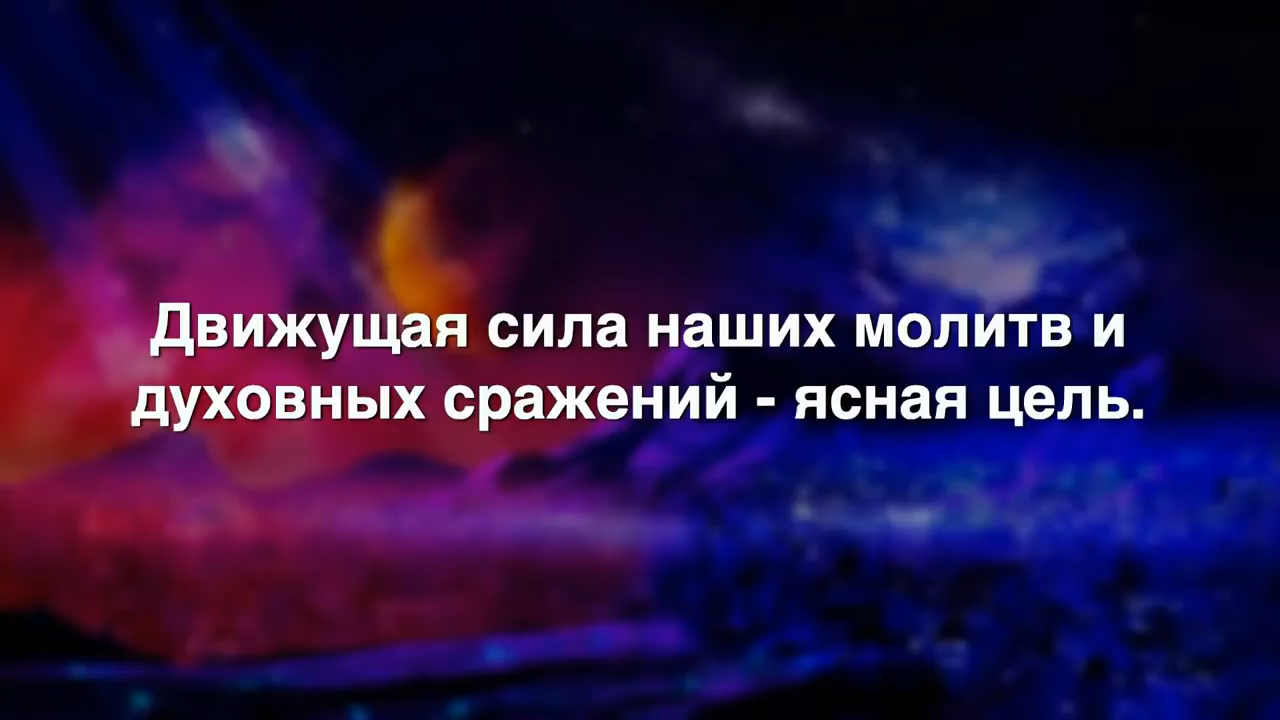 Движущая сила наших молитв и
духовных сражений - ясная цель.